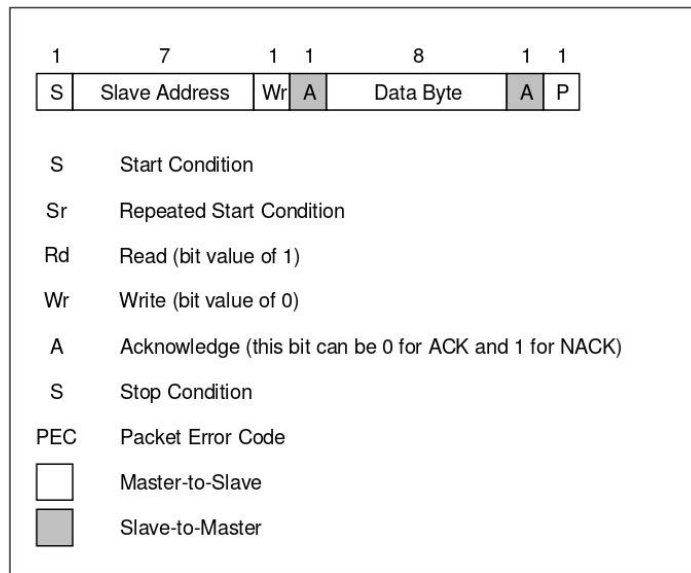 1 7 1 1 8 1 1
S Slave Address Wr A Data Byte A P
S Start Condition
Sr Repeated Start Condition
Rd Read (bit value of 1)
Wr Write (bit value of 0)
A Acknowledge (this bit can be 0 for ACK and 1 for NACK)
S Stop Condition
PEC Packet Error Code
Master-to-Slave
Slave-to-Master